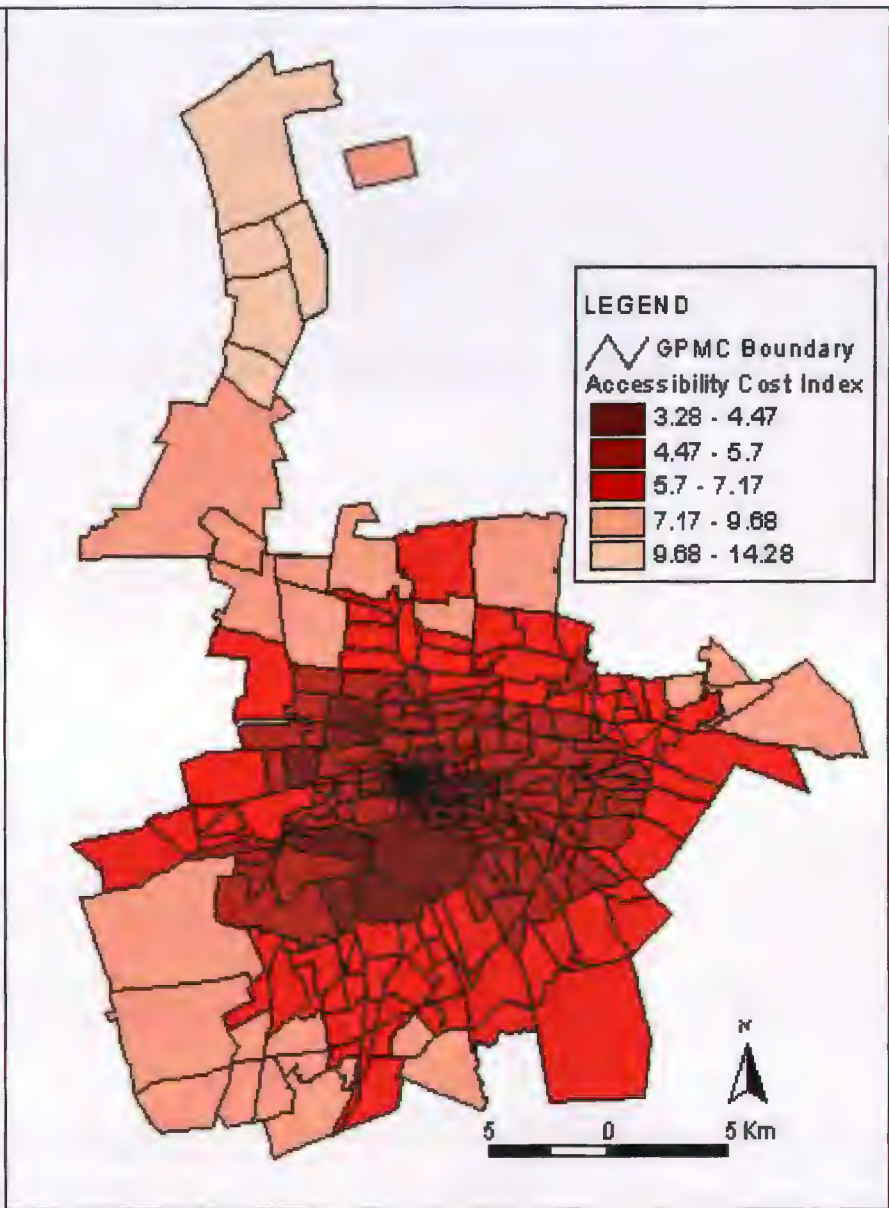 LEGEND
GPMC Boundary
Accessibility Cost Index
3.28 - 4.47
4.47 - 5.7
5.7 - 7.17
7.17 - 9.68
9.68 - 14.28
N
5 0 5 Km